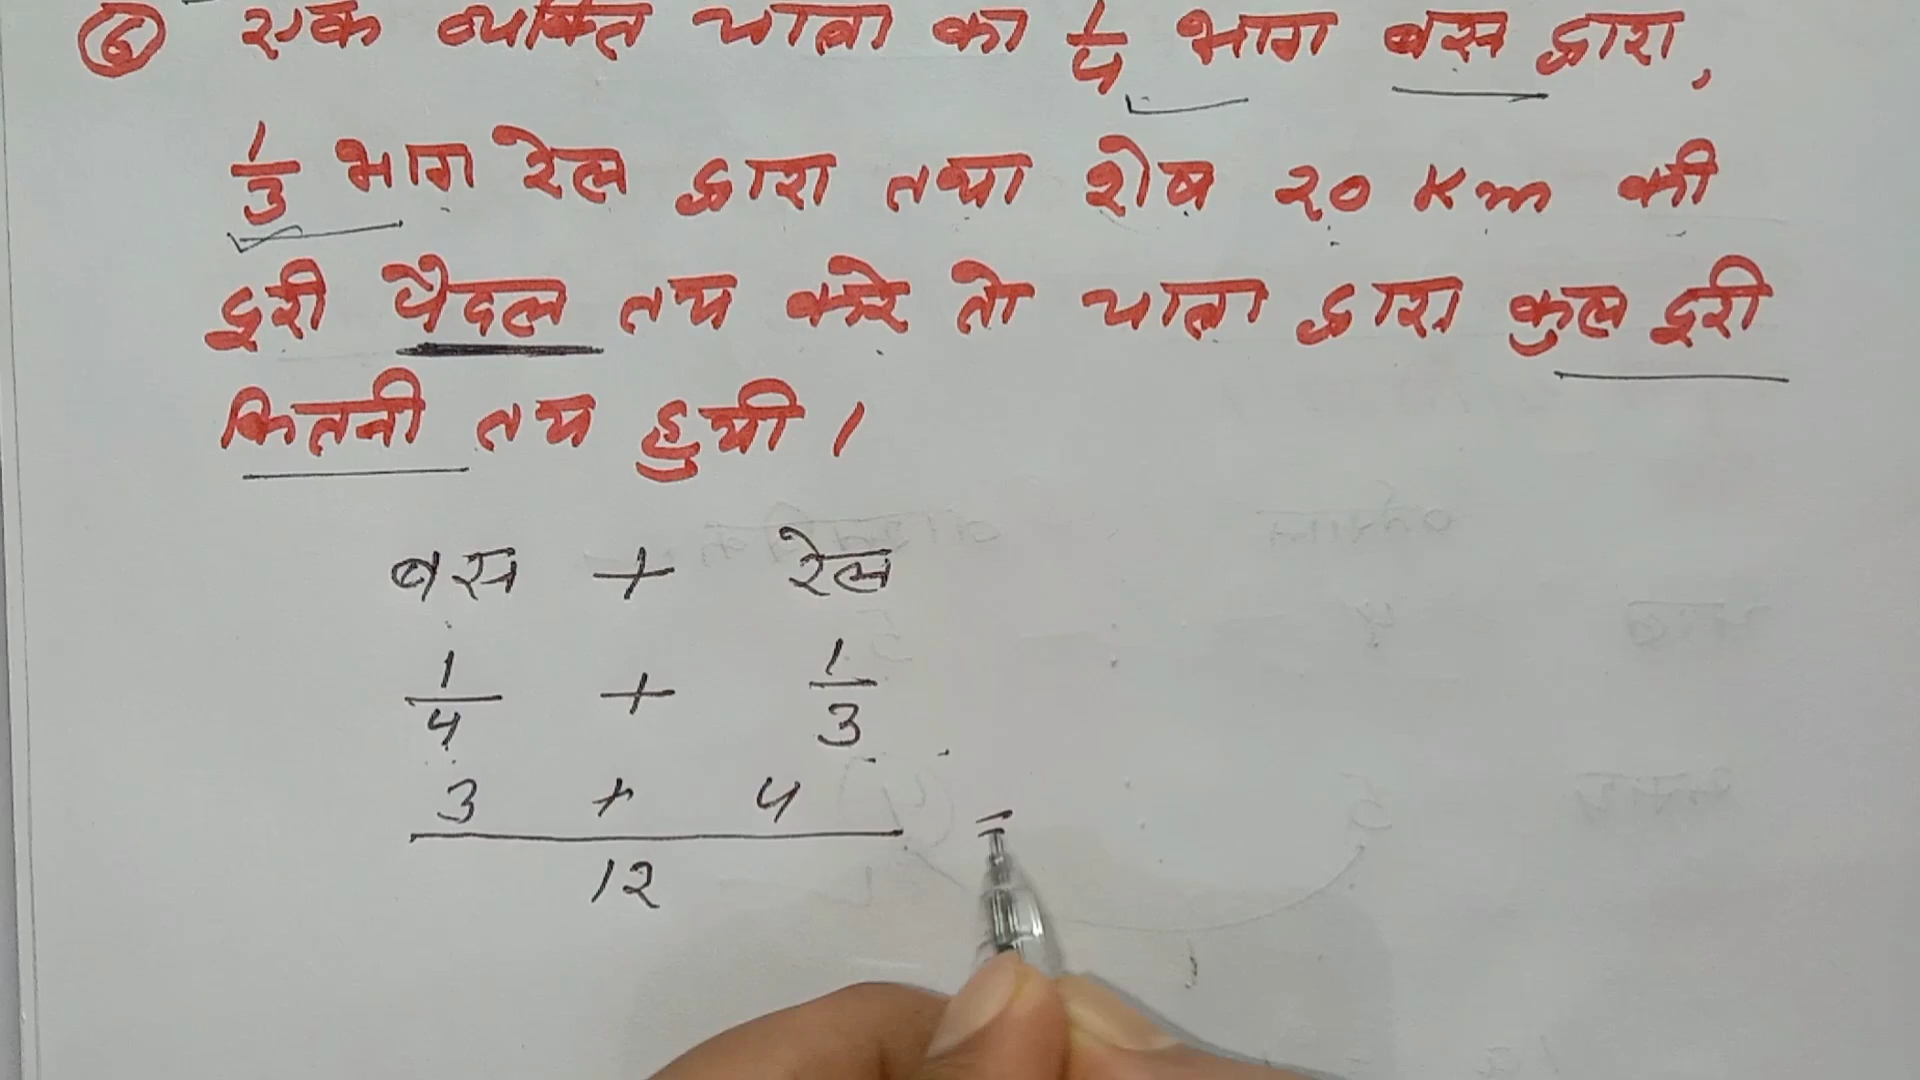 6 एक व्यक्ति यात्रा का 1/4 भाग बस द्वारा,
1/3 भाग रेल द्वारा तथा शेष 20 Km की
दूरी पैदल तय करे तो यात्रा द्वारा कुल दूरी
कितनी तय हुयी।
बस + रेल
1/4 + 1/3
3 + 4 =
12